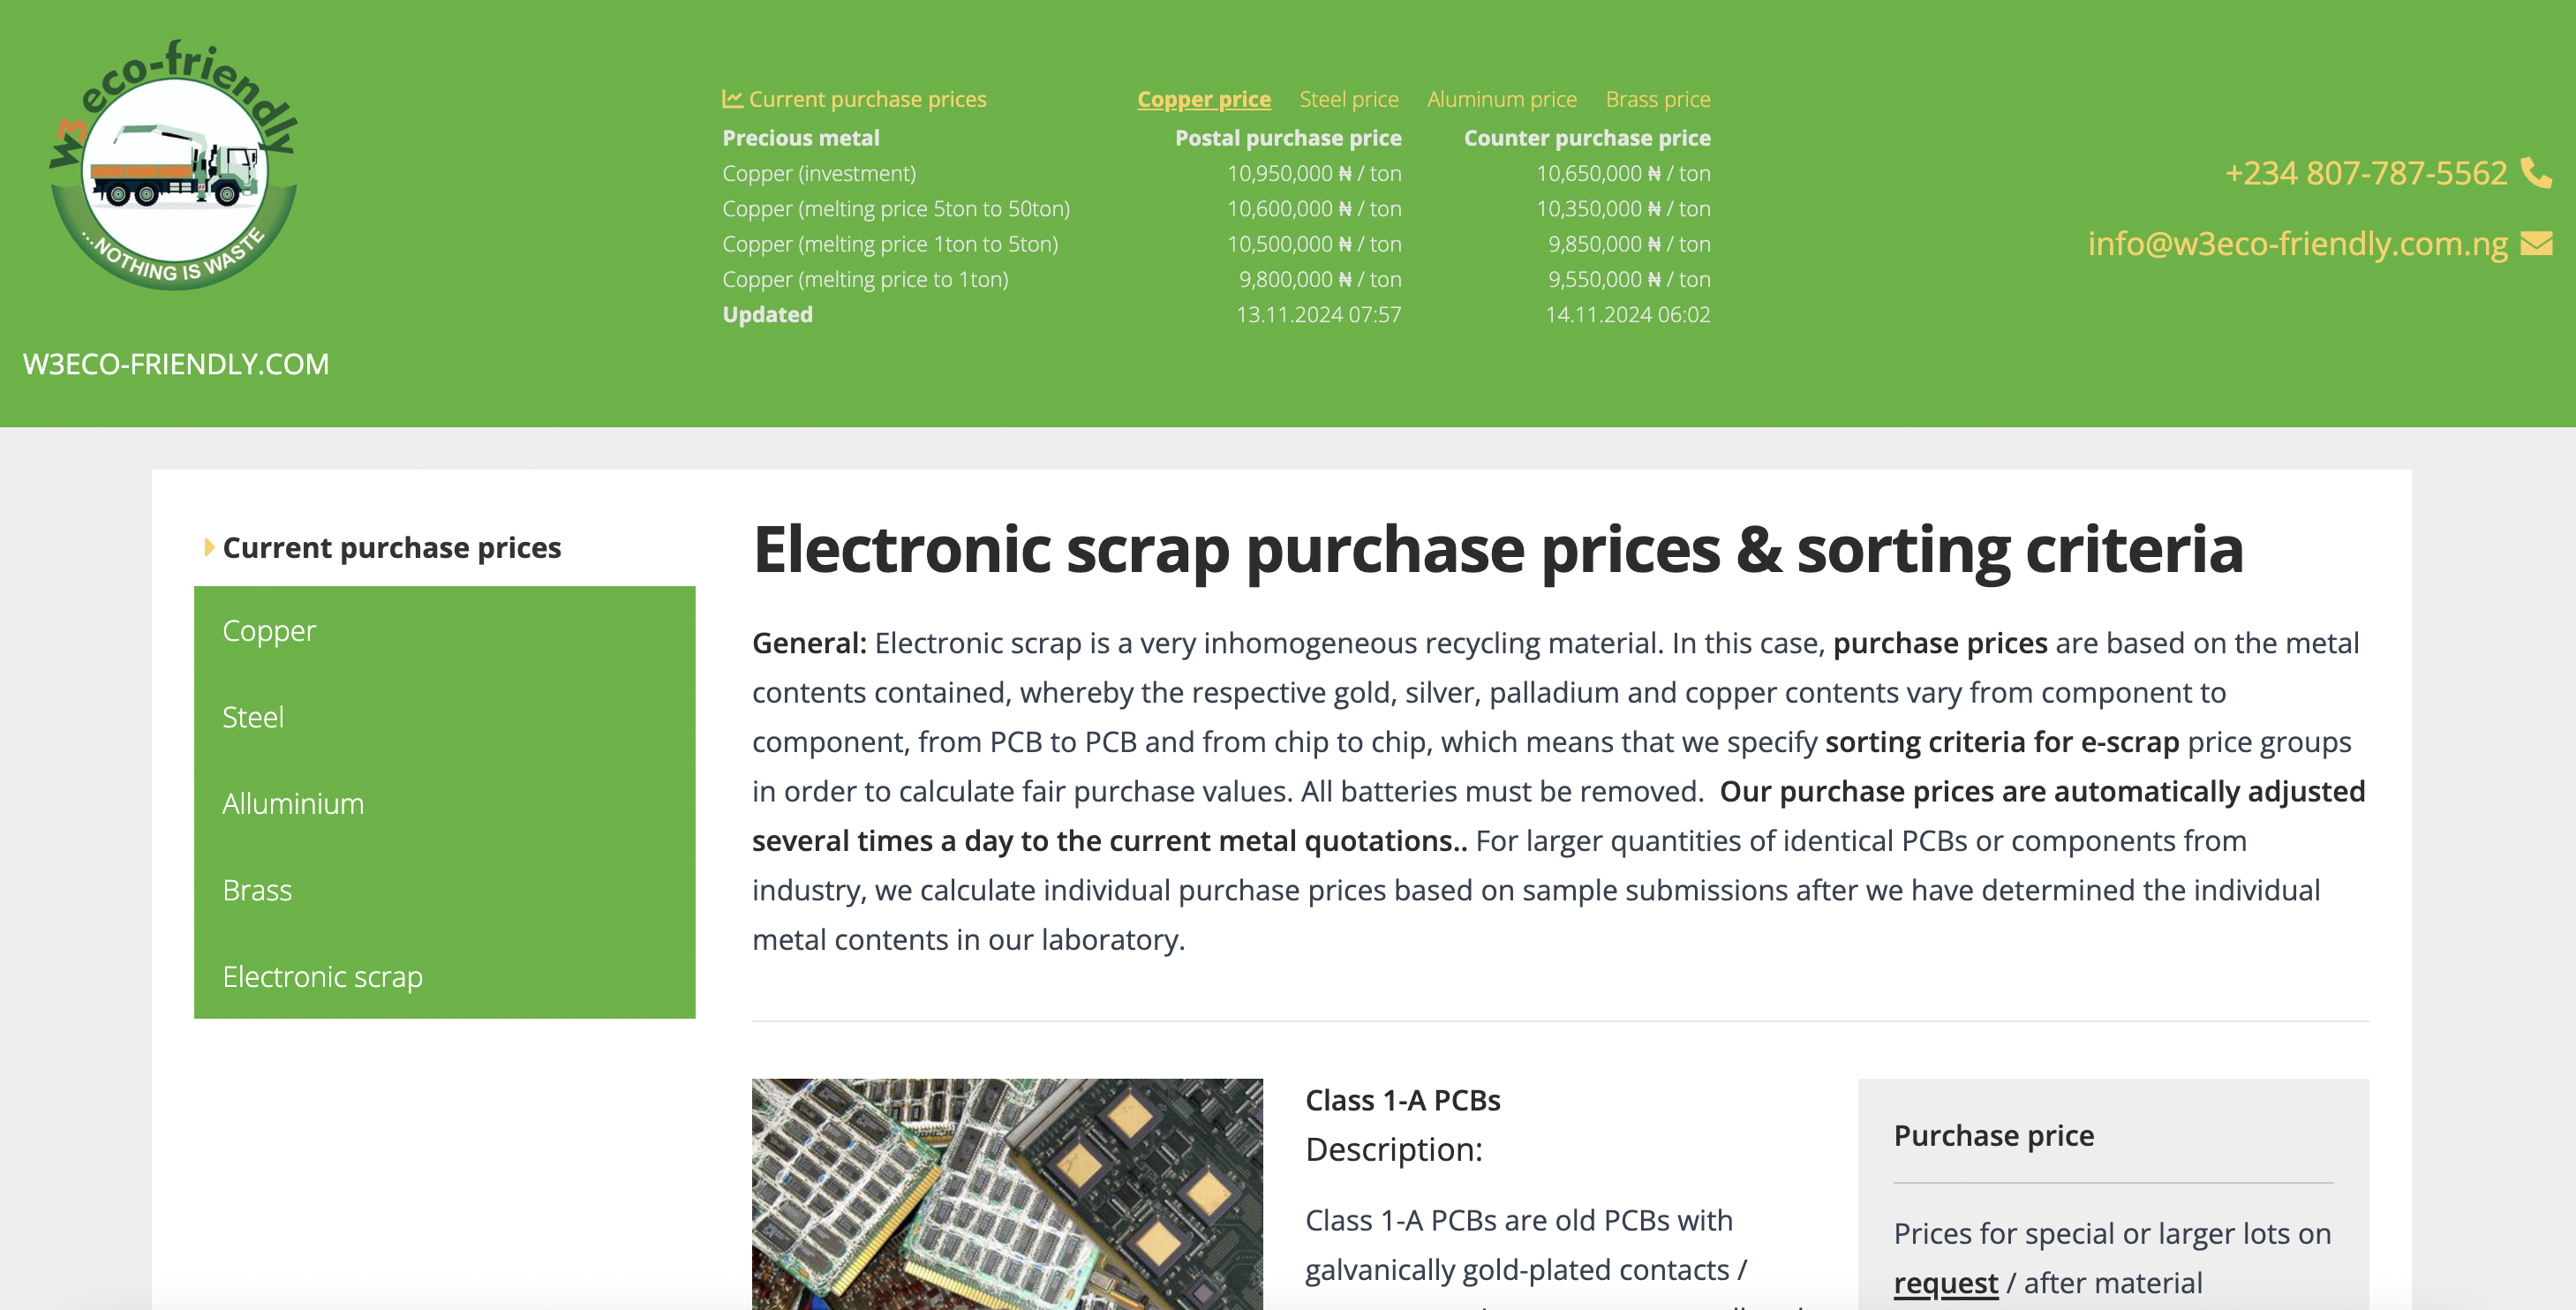 w3 eco-friendly
...NOTHING IS WASTE
W3ECO-FRIENDLY.COM
Current purchase prices
Copper price Steel price Aluminum price Brass price
Precious metal Postal purchase price Counter purchase price
Copper (investment) 10,950,000 ₦ / ton 10,650,000 ₦ / ton
Copper (melting price 5ton to 50ton) 10,600,000 ₦ / ton 10,350,000 ₦ / ton
Copper (melting price 1ton to 5ton) 10,500,000 ₦ / ton 9,850,000 ₦ / ton
Copper (melting price to 1ton) 9,800,000 ₦ / ton 9,550,000 ₦ / ton
Updated 13.11.2024 07:57 14.11.2024 06:02
+234 807-787-5562
info@w3eco-friendly.com.ng
Current purchase prices
Copper
Steel
Alluminium
Brass
Electronic scrap
Electronic scrap purchase prices & sorting criteria
General: Electronic scrap is a very inhomogeneous recycling material. In this case, purchase prices are based on the metal
contents contained, whereby the respective gold, silver, palladium and copper contents vary from component to
component, from PCB to PCB and from chip to chip, which means that we specify sorting criteria for e-scrap price groups
in order to calculate fair purchase values. All batteries must be removed. Our purchase prices are automatically adjusted
several times a day to the current metal quotations.. For larger quantities of identical PCBs or components from
industry, we calculate individual purchase prices based on sample submissions after we have determined the individual
metal contents in our laboratory.
Class 1-A PCBs
Description:
Class 1-A PCBs are old PCBs with
galvanically gold-plated contacts /
Purchase price
Prices for special or larger lots on
request / after material